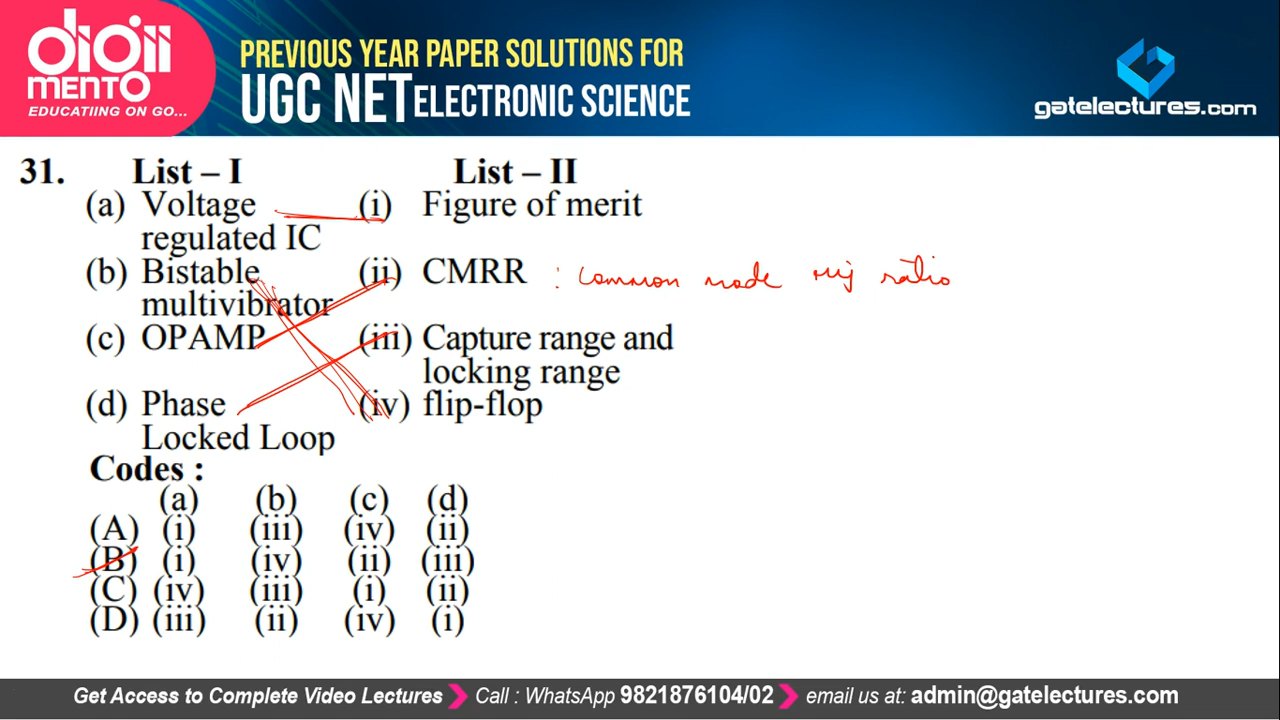 dioii
MENTO
EDUCATIING ON GO...
PREVIOUS YEAR PAPER SOLUTIONS FOR
UGC NET ELECTRONIC SCIENCE
gatelectures.com
31. List – I List – II
(a) Voltage (i) Figure of merit
regulated IC
(b) Bistable (ii) CMRR : common mode rej ratio
multivibrator
(c) OPAMP (iii) Capture range and
locking range
(d) Phase (iv) flip-flop
Locked Loop
Codes :
(a) (b) (c) (d)
(A) (i) (iii) (iv) (ii)
(B) (i) (iv) (ii) (iii)
(C) (iv) (iii) (i) (ii)
(D) (iii) (ii) (iv) (i)
Get Access to Complete Video Lectures Call : WhatsApp 9821876104/02 email us at: admin@gatelectures.com